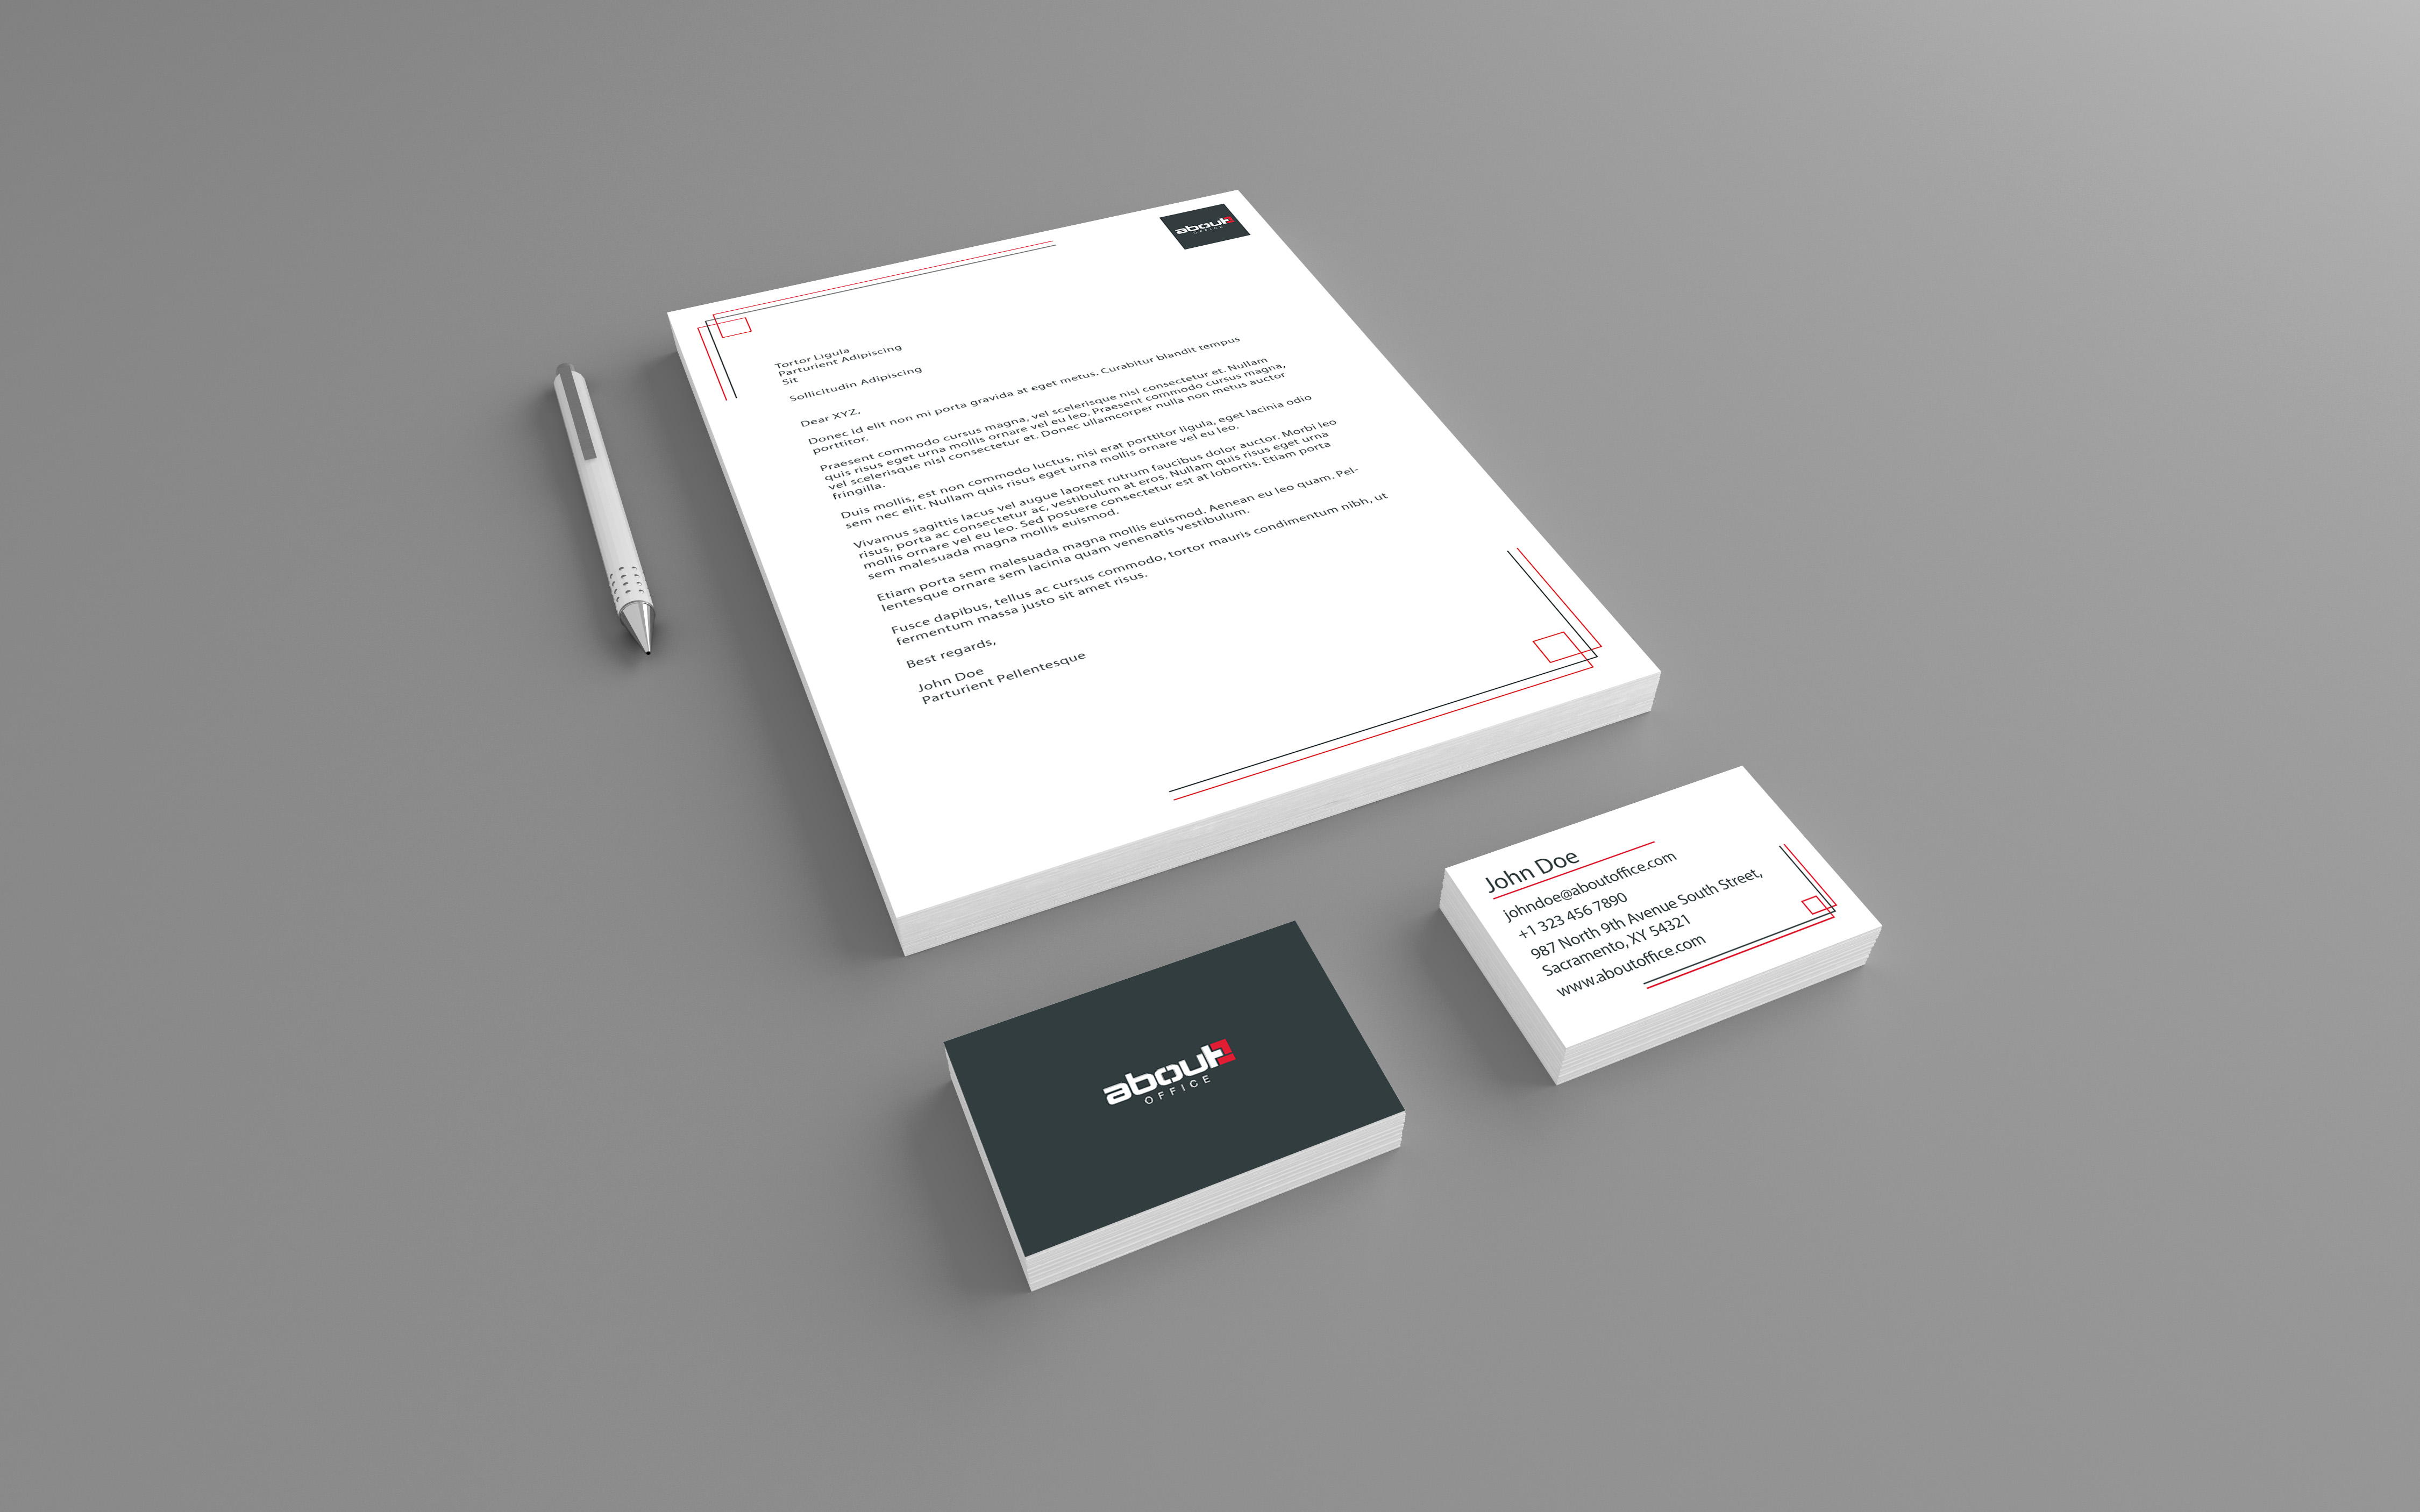 about
OFFICE
Tortor Ligula
Parturient Adipiscing
Sit
Sollicitudin Adipiscing
Dear XYZ,
Donec id elit non mi porta gravida at eget metus. Curabitur blandit tempus
porttitor.
Praesent commodo cursus magna, vel scelerisque nisl consectetur et. Nullam
quis risus eget urna mollis ornare vel eu leo. Praesent commodo cursus magna,
vel scelerisque nisl consectetur et. Donec ullamcorper nulla non metus auctor
fringilla.
Duis mollis, est non commodo luctus, nisi erat porttitor ligula, eget lacinia odio
sem nec elit. Nullam quis risus eget urna mollis ornare vel eu leo.
Vivamus sagittis lacus vel augue laoreet rutrum faucibus dolor auctor. Morbi leo
risus, porta ac consectetur ac, vestibulum at eros. Nullam quis risus eget urna
mollis ornare vel eu leo. Sed posuere consectetur est at lobortis. Etiam porta
sem malesuada magna mollis euismod.
Etiam porta sem malesuada magna mollis euismod. Aenean eu leo quam. Pel-
lentesque ornare sem lacinia quam venenatis vestibulum.
Fusce dapibus, tellus ac cursus commodo, tortor mauris condimentum nibh, ut
fermentum massa justo sit amet risus.
Best regards,
John Doe
Parturient Pellentesque
John Doe
johndoe@aboutoffice.com
+1 323 456 7890
987 North 9th Avenue South Street,
Sacramento, XY 54321
www.aboutoffice.com
about
OFFICE